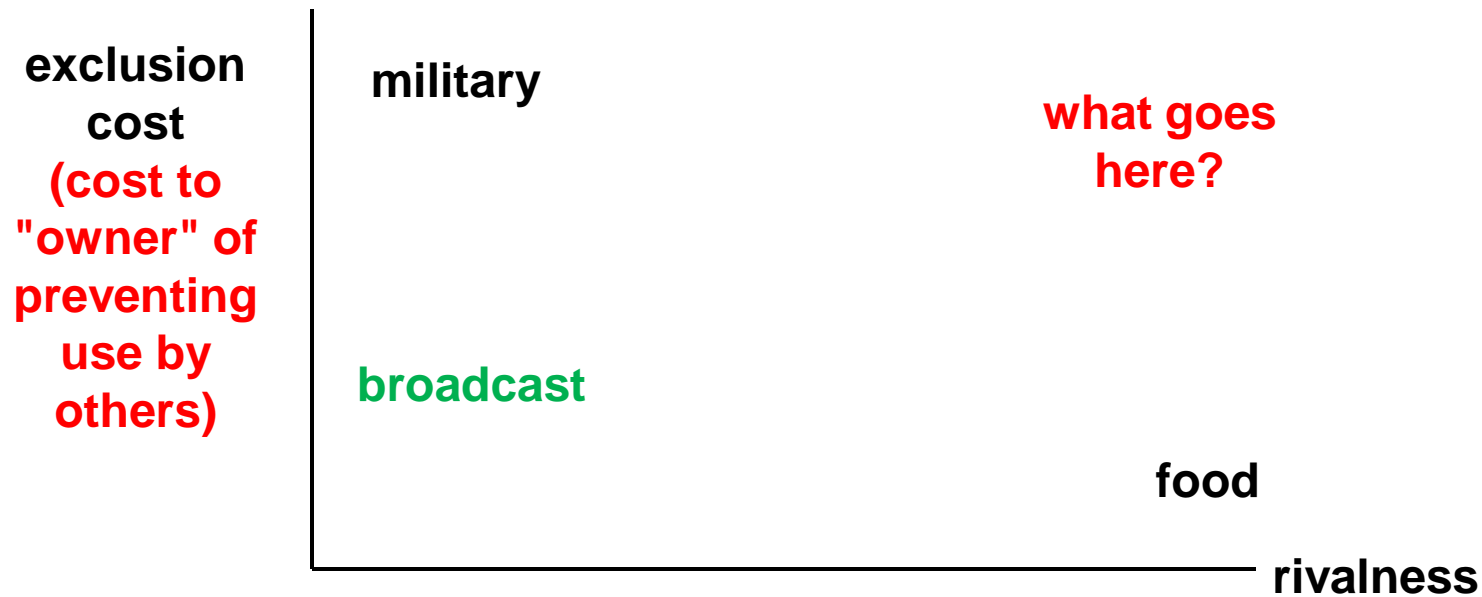 exclusion
cost
(cost to
"owner" of
preventing
use by
others)
military
what goes
here?
broadcast
food
rivalness